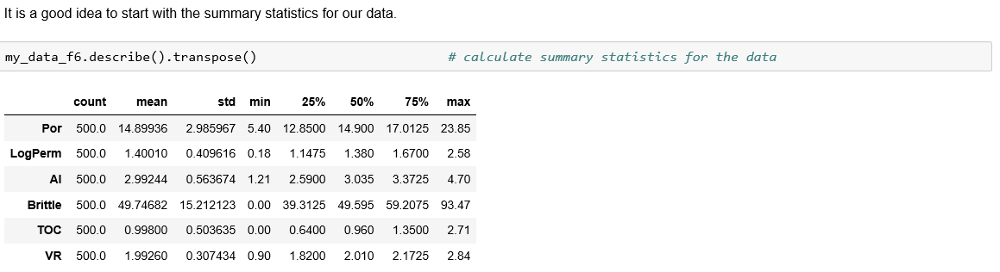 It is a good idea to start with the summary statistics for our data.
my_data_f6.describe().transpose() # calculate summary statistics for the data
count mean std min 25% 50% 75% max
Por 500.0 14.89936 2.985967 5.40 12.8500 14.900 17.0125 23.85
LogPerm 500.0 1.40010 0.409616 0.18 1.1475 1.380 1.6700 2.58
AI 500.0 2.99244 0.563674 1.21 2.5900 3.035 3.3725 4.70
Brittle 500.0 49.74682 15.212123 0.00 39.3125 49.595 59.2075 93.47
TOC 500.0 0.99800 0.503635 0.00 0.6400 0.960 1.3500 2.71
VR 500.0 1.99260 0.307434 0.90 1.8200 2.010 2.1725 2.84